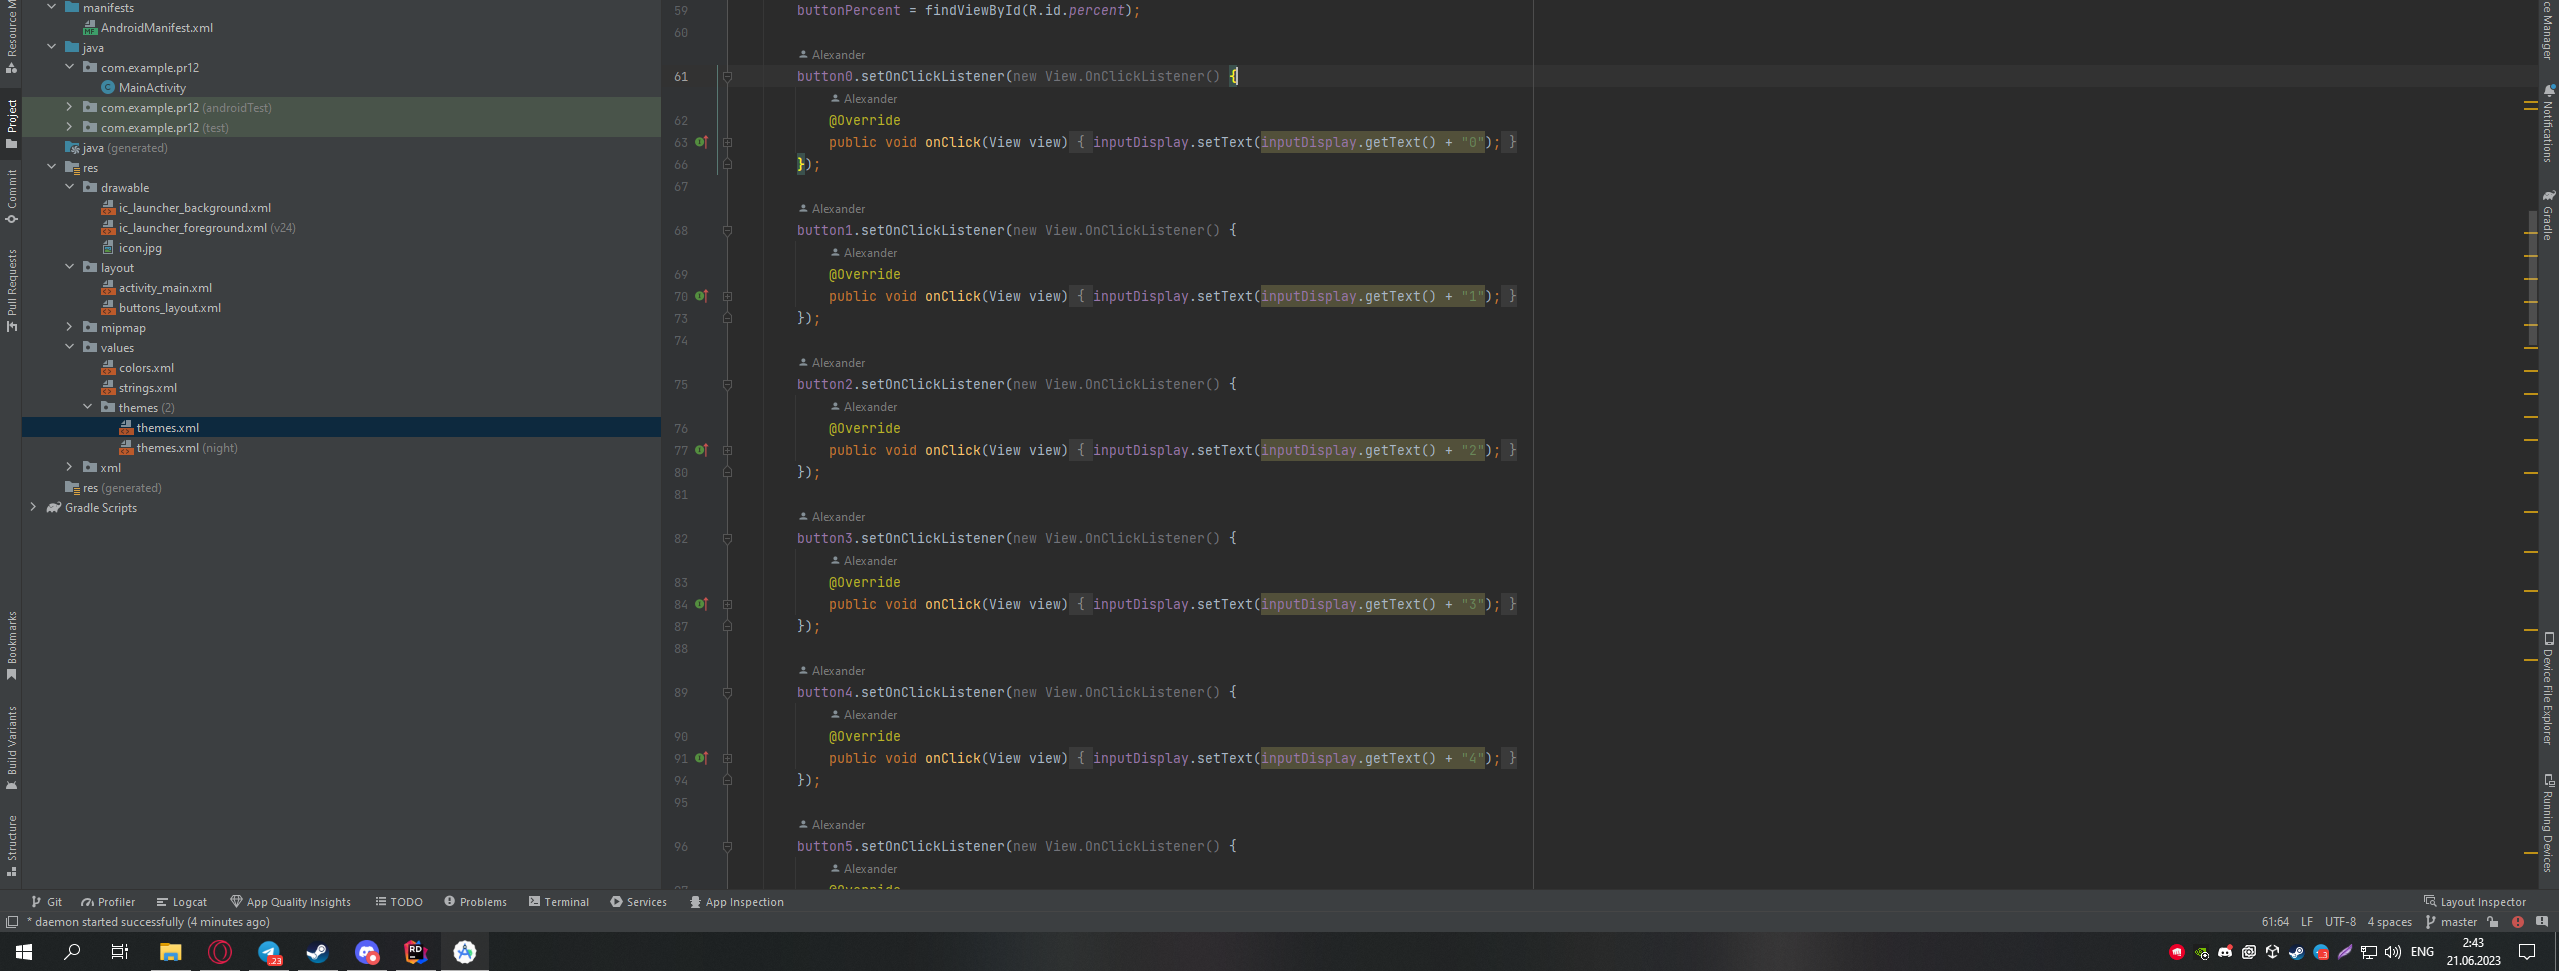 Resource M
Project
Commit
Pull Requests
Bookmarks
Build Variants
Structure
manifests
AndroidManifest.xml
java
com.example.pr12
MainActivity
com.example.pr12 (androidTest)
com.example.pr12 (test)
java (generated)
res
drawable
ic_launcher_background.xml
ic_launcher_foreground.xml (v24)
icon.jpg
layout
activity_main.xml
buttons_layout.xml
mipmap
values
colors.xml
strings.xml
themes (2)
themes.xml
themes.xml (night)
xml
res (generated)
Gradle Scripts
59 buttonPercent = findViewById(R.id.percent);
60
Alexander
61 button0.setOnClickListener(new View.OnClickListener() {
Alexander
62 @Override
63 public void onClick(View view) { inputDisplay.setText(inputDisplay.getText() + "0"); }
66 });
67
Alexander
68 button1.setOnClickListener(new View.OnClickListener() {
Alexander
69 @Override
70 public void onClick(View view) { inputDisplay.setText(inputDisplay.getText() + "1"); }
73 });
74
Alexander
75 button2.setOnClickListener(new View.OnClickListener() {
Alexander
76 @Override
77 public void onClick(View view) { inputDisplay.setText(inputDisplay.getText() + "2"); }
80 });
81
Alexander
82 button3.setOnClickListener(new View.OnClickListener() {
Alexander
83 @Override
84 public void onClick(View view) { inputDisplay.setText(inputDisplay.getText() + "3"); }
87 });
88
Alexander
89 button4.setOnClickListener(new View.OnClickListener() {
Alexander
90 @Override
91 public void onClick(View view) { inputDisplay.setText(inputDisplay.getText() + "4"); }
94 });
95
Alexander
96 button5.setOnClickListener(new View.OnClickListener() {
Alexander
97 @Override
ce Manager
Notifications
Gradle
Device File Explorer
Running Devices
Git Profiler Logcat App Quality Insights TODO Problems Terminal Services App Inspection Layout Inspector
* daemon started successfully (4 minutes ago) 61:64 LF UTF-8 4 spaces master
23
RD
ENG
2:43
21.06.2023